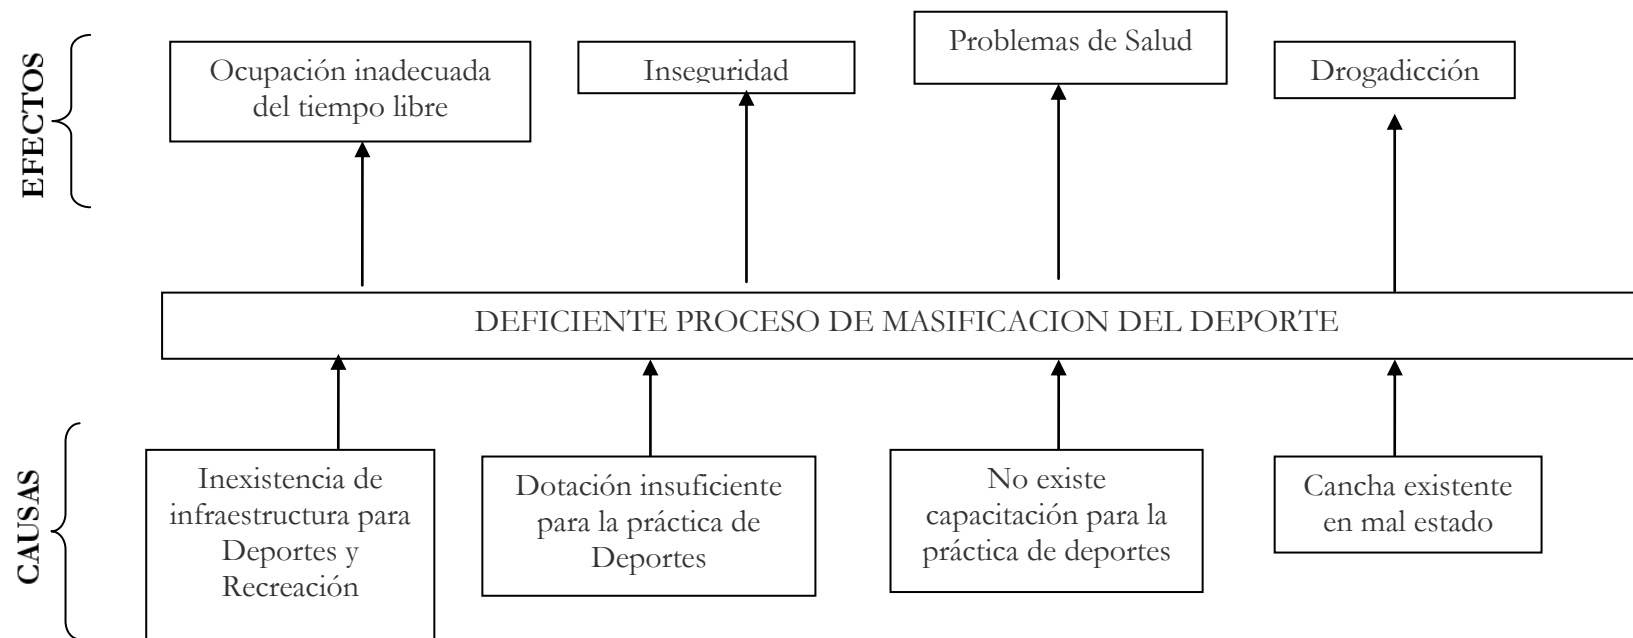 EFECTOS
Ocupación inadecuada
del tiempo libre
Inseguridad
Problemas de Salud
Drogadicción
DEFICIENTE PROCESO DE MASIFICACION DEL DEPORTE
CAUSAS
Inexistencia de
infraestructura para
Deportes y
Recreación
Dotación insuficiente
para la práctica de
Deportes
No existe
capacitación para la
práctica de deportes
Cancha existente
en mal estado